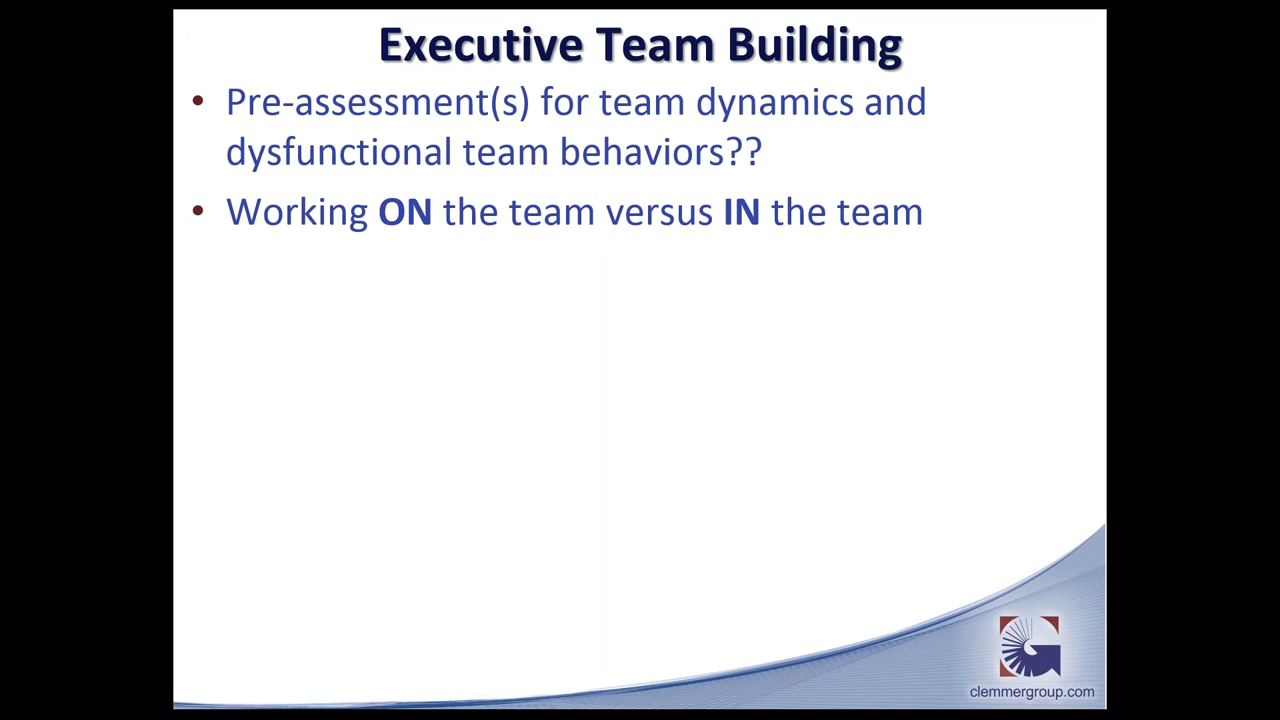 Executive Team Building
• Pre-assessment(s) for team dynamics and
dysfunctional team behaviors??
• Working ON the team versus IN the team
clemmergroup.com